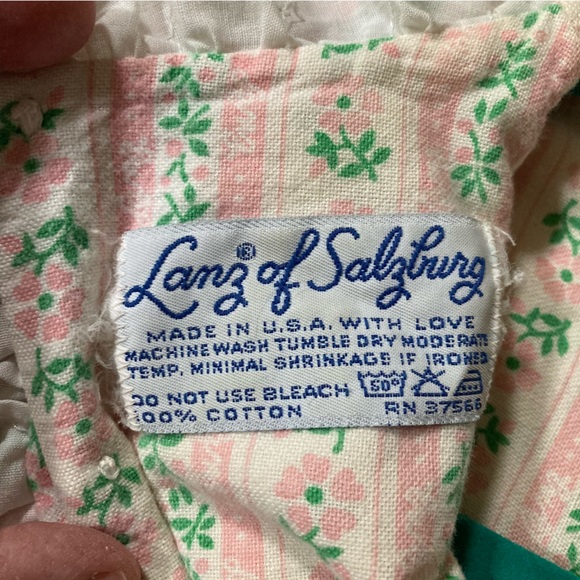 Lanz® of Salzburg
MADE IN U.S.A. WITH LOVE
MACHINE WASH TUMBLE DRY MODERATE
TEMP. MINIMAL SHRINKAGE IF IRONED
DO NOT USE BLEACH 50°
100% COTTON RN 37566